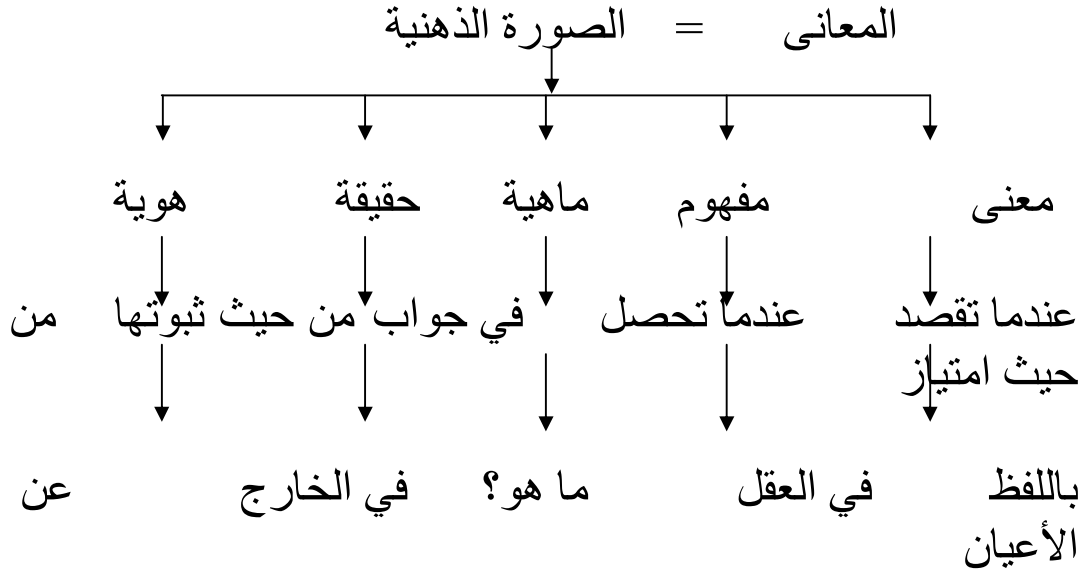 المعانى = الصورة الذهنية
معنى مفهوم ماهية حقيقة هوية
عندما تقصد عندما تحصل في جواب من حيث ثبوتها من
حيث امتياز
باللفظ في العقل ما هو؟ في الخارج عن
الأعيان